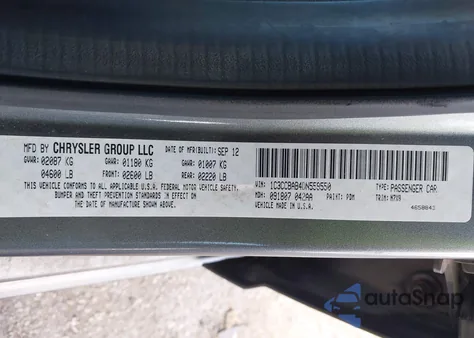 MFD BY CHRYSLER GROUP LLC DATE OF MFR(BUILT): SEP 12
GVWR: 02087 KG GAWR: 01180 KG GAWR: 01007 KG
04600 LB FRONT: 02600 LB REAR: 02220 LB
THIS VEHICLE CONFORMS TO ALL APPLICABLE U.S.A. FEDERAL MOTOR VEHICLE SAFETY,
BUMPER AND THEFT PREVENTION STANDARDS IN EFFECT ON
THE DATE OF MANUFACTURE SHOWN ABOVE. MADE IN U.S.A.
VIN: 1C3CCBAB4DN559550 TYPE: PASSENGER CAR
MDH: 091807 042AA PAINT: PDM TRIM: M7X9
4658843
autoSnap